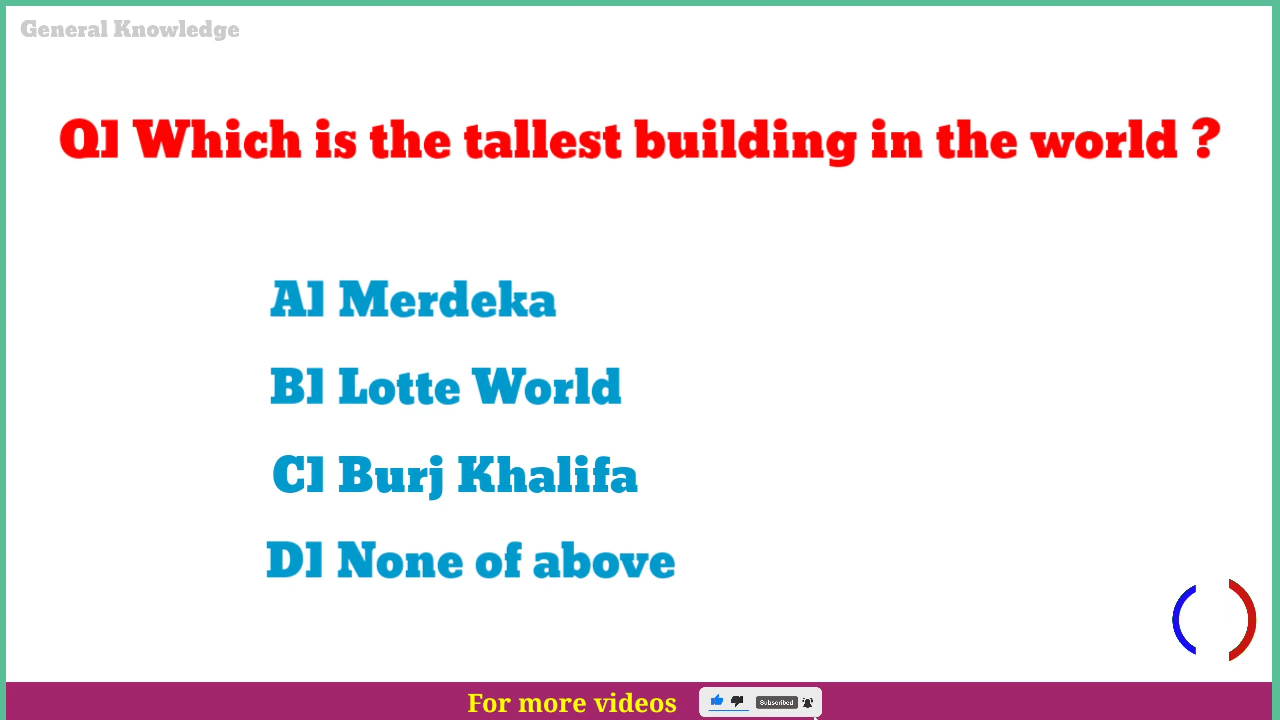 General Knowledge
Q] Which is the tallest building in the world ?
A] Merdeka
B] Lotte World
C] Burj Khalifa
D] None of above
For more videos
Subscribed